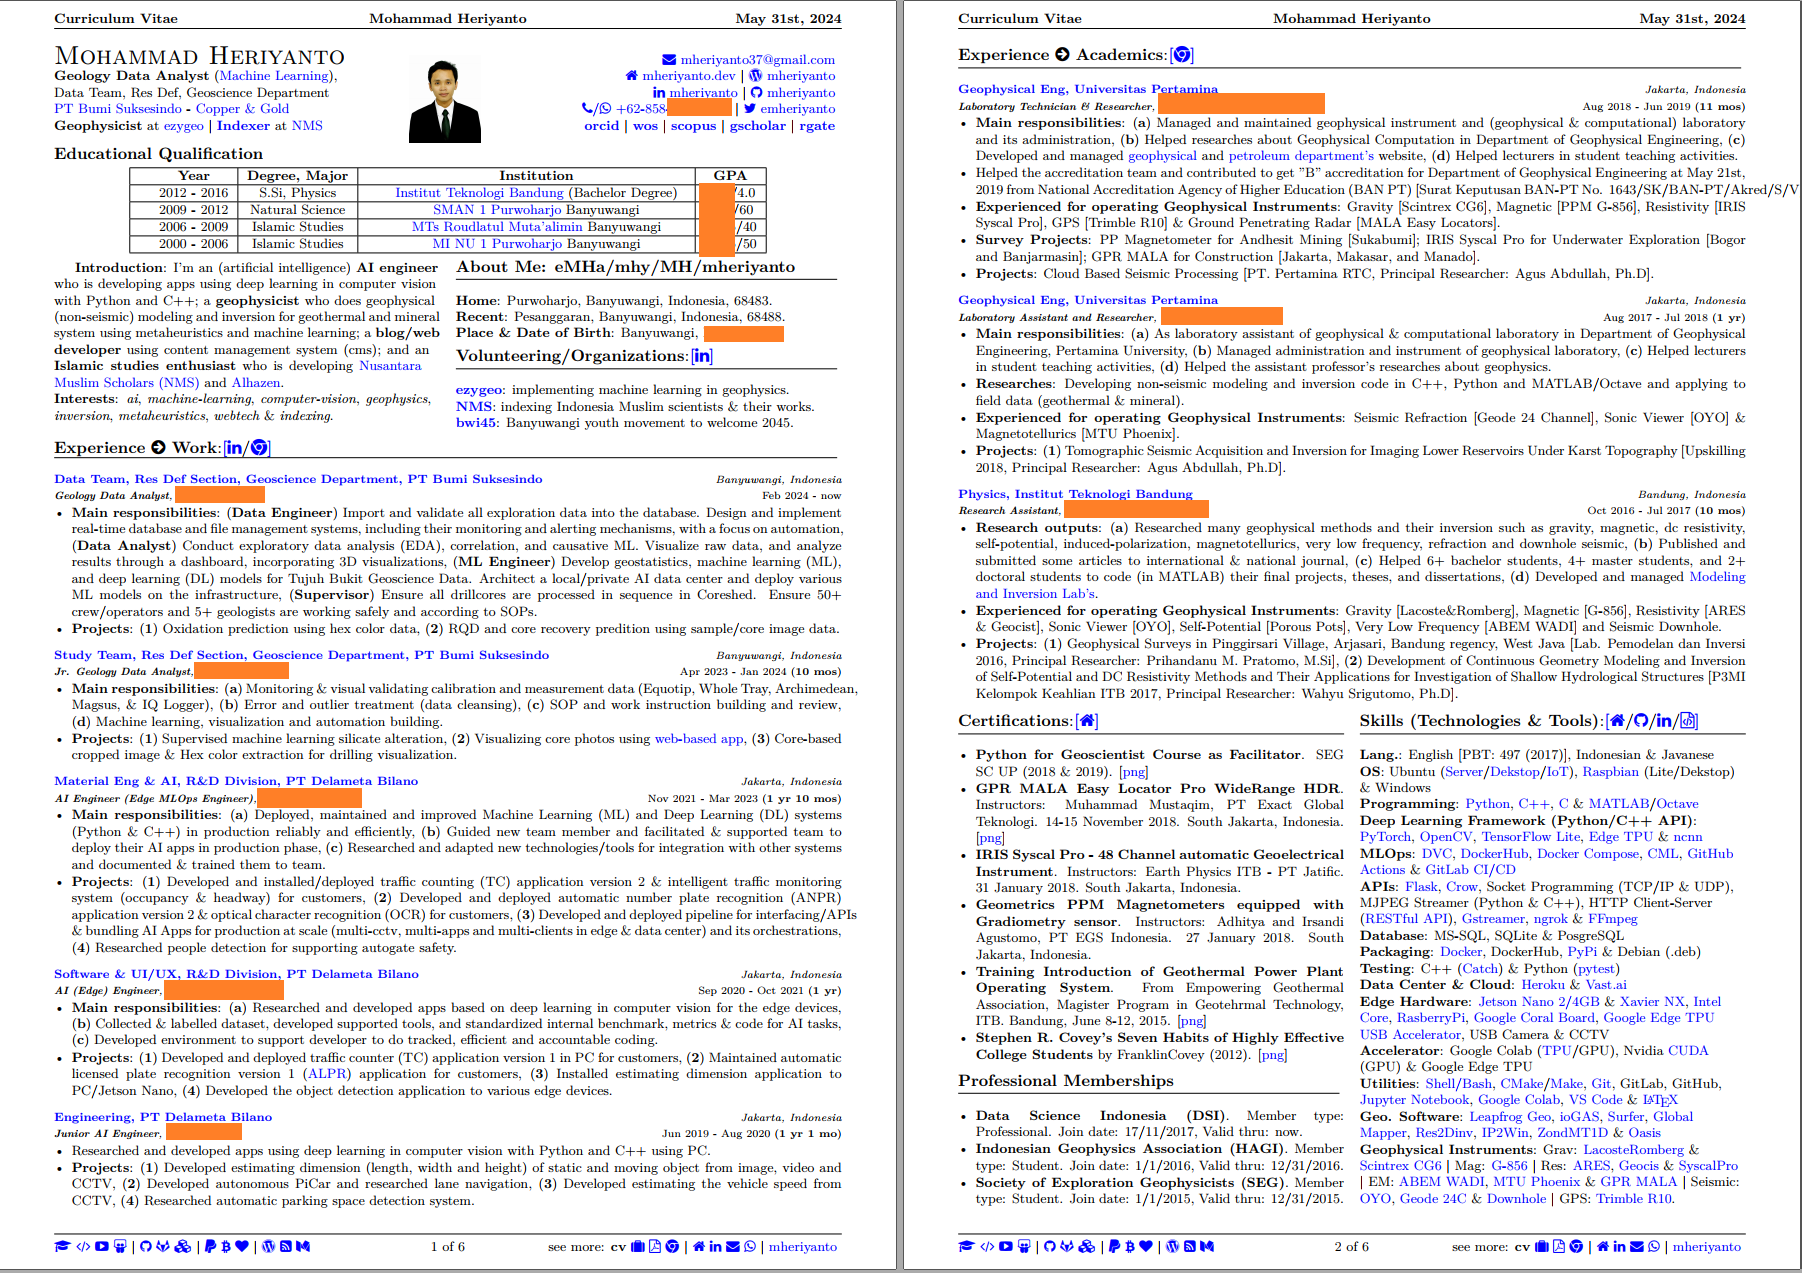 Curriculum Vitae Mohammad Heriyanto May 31st, 2024
Mohammad Heriyanto
Geology Data Analyst (Machine Learning),
Data Team, Res Def, Geoscience Department
PT Bumi Suksesindo - Copper & Gold
Geophysicist at ezygeo | Indexer at NMS
mheriyanto37@gmail.com
mheriyanto.dev | mheriyanto
mheriyanto | mheriyanto
/ +62-858 | emheriyanto
orcid | wos | scopus | gscholar | rgate
Educational Qualification
Year Degree, Major Institution GPA
2012 - 2016 S.Si, Physics Institut Teknologi Bandung (Bachelor Degree) /4.0
2009 - 2012 Natural Science SMAN 1 Purwoharjo Banyuwangi /60
2006 - 2009 Islamic Studies MTs Roudlatul Muta'alimin Banyuwangi /40
2000 - 2006 Islamic Studies MI NU 1 Purwoharjo Banyuwangi /50
Introduction: I'm an (artificial intelligence) AI engineer
who is developing apps using deep learning in computer vision
with Python and C++; a geophysicist who does geophysical
(non-seismic) modeling and inversion for geothermal and mineral
system using metaheuristics and machine learning; a blog/web
developer using content management system (cms); and an
Islamic studies enthusiast who is developing Nusantara
Muslim Scholars (NMS) and Alhazen.
Interests: ai, machine-learning, computer-vision, geophysics,
inversion, metaheuristics, webtech & indexing.
About Me: eMHa/mhy/MH/mheriyanto
Home: Purwoharjo, Banyuwangi, Indonesia, 68483.
Recent: Pesanggaran, Banyuwangi, Indonesia, 68488.
Place & Date of Birth: Banyuwangi,
Volunteering/Organizations:[in]
ezygeo: implementing machine learning in geophysics.
NMS: indexing Indonesia Muslim scientists & their works.
bwi45: Banyuwangi youth movement to welcome 2045.
Experience ➔ Work:[in/]
Data Team, Res Def Section, Geoscience Department, PT Bumi Suksesindo Banyuwangi, Indonesia
Geology Data Analyst, Feb 2024 - now
• Main responsibilities: (Data Engineer) Import and validate all exploration data into the database. Design and implement
real-time database and file management systems, including their monitoring and alerting mechanisms, with a focus on automation,
(Data Analyst) Conduct exploratory data analysis (EDA), correlation, and causative ML. Visualize raw data, and analyze
results through a dashboard, incorporating 3D visualizations, (ML Engineer) Develop geostatistics, machine learning (ML),
and deep learning (DL) models for Tujuh Bukit Geoscience Data. Architect a local/private AI data center and deploy various
ML models on the infrastructure, (Supervisor) Ensure all drillcores are processed in sequence in Coreshed. Ensure 50+
crew/operators and 5+ geologists are working safely and according to SOPs.
• Projects: (1) Oxidation prediction using hex color data, (2) RQD and core recovery predition using sample/core image data.
Study Team, Res Def Section, Geoscience Department, PT Bumi Suksesindo Banyuwangi, Indonesia
Jr. Geology Data Analyst, Apr 2023 - Jan 2024 (10 mos)
• Main responsibilities: (a) Monitoring & visual validating calibration and measurement data (Equotip, Whole Tray, Archimedean,
Magsus, & IQ Logger), (b) Error and outlier treatment (data cleansing), (c) SOP and work instruction building and review,
(d) Machine learning, visualization and automation building.
• Projects: (1) Supervised machine learning silicate alteration, (2) Visualizing core photos using web-based app, (3) Core-based
cropped image & Hex color extraction for drilling visualization.
Material Eng & AI, R&D Division, PT Delameta Bilano Jakarta, Indonesia
AI Engineer (Edge MLOps Engineer), Nov 2021 - Mar 2023 (1 yr 10 mos)
• Main responsibilities: (a) Deployed, maintained and improved Machine Learning (ML) and Deep Learning (DL) systems
(Python & C++) in production reliably and efficiently, (b) Guided new team member and facilitated & supported team to
deploy their AI apps in production phase, (c) Researched and adapted new technologies/tools for integration with other systems
and documented & trained them to team.
• Projects: (1) Developed and installed/deployed traffic counting (TC) application version 2 & intelligent traffic monitoring
system (occupancy & headway) for customers, (2) Developed and deployed automatic number plate recognition (ANPR)
application version 2 & optical character recognition (OCR) for customers, (3) Developed and deployed pipeline for interfacing/APIs
& bundling AI Apps for production at scale (multi-cctv, multi-apps and multi-clients in edge & data center) and its orchestrations,
(4) Researched people detection for supporting autogate safety.
Software & UI/UX, R&D Division, PT Delameta Bilano Jakarta, Indonesia
AI (Edge) Engineer, Sep 2020 - Oct 2021 (1 yr)
• Main responsibilities: (a) Researched and developed apps based on deep learning in computer vision for the edge devices,
(b) Collected & labelled dataset, developed supported tools, and standardized internal benchmark, metrics & code for AI tasks,
(c) Developed environment to support developer to do tracked, efficient and accountable coding.
• Projects: (1) Developed and deployed traffic counter (TC) application version 1 in PC for customers, (2) Maintained automatic
licensed plate recognition version 1 (ALPR) application for customers, (3) Installed estimating dimension application to
PC/Jetson Nano, (4) Developed the object detection application to various edge devices.
Engineering, PT Delameta Bilano Jakarta, Indonesia
Junior AI Engineer, Jun 2019 - Aug 2020 (1 yr 1 mo)
• Researched and developed apps using deep learning in computer vision with Python and C++ using PC.
• Projects: (1) Developed estimating dimension (length, width and height) of static and moving object from image, video and
CCTV, (2) Developed autonomous PiCar and researched lane navigation, (3) Developed estimating the vehicle speed from
CCTV, (4) Researched automatic parking space detection system.
1 of 6 see more: cv | mheriyanto
Curriculum Vitae Mohammad Heriyanto May 31st, 2024
Experience ➔ Academics:[]
Geophysical Eng, Universitas Pertamina Jakarta, Indonesia
Laboratory Technician & Researcher, Aug 2018 - Jun 2019 (11 mos)
• Main responsibilities: (a) Managed and maintained geophysical instrument and (geophysical & computational) laboratory
and its administration, (b) Helped researches about Geophysical Computation in Department of Geophysical Engineering, (c)
Developed and managed geophysical and petroleum department's website, (d) Helped lecturers in student teaching activities.
• Helped the accreditation team and contributed to get "B" accreditation for Department of Geophysical Engineering at May 21st,
2019 from National Accreditation Agency of Higher Education (BAN PT) [Surat Keputusan BAN-PT No. 1643/SK/BAN-PT/Akred/S/V
• Experienced for operating Geophysical Instruments: Gravity [Scintrex CG6], Magnetic [PPM G-856], Resistivity [IRIS
Syscal Pro], GPS [Trimble R10] & Ground Penetrating Radar [MALA Easy Locators].
• Survey Projects: PP Magnetometer for Andhesit Mining [Sukabumi]; IRIS Syscal Pro for Underwater Exploration [Bogor
and Banjarmasin]; GPR MALA for Construction [Jakarta, Makasar, and Manado].
• Projects: Cloud Based Seismic Processing [PT. Pertamina RTC, Principal Researcher: Agus Abdullah, Ph.D].
Geophysical Eng, Universitas Pertamina Jakarta, Indonesia
Laboratory Assistant and Researcher, Aug 2017 - Jul 2018 (1 yr)
• Main responsibilities: (a) As laboratory assistant of geophysical & computational laboratory in Department of Geophysical
Engineering, Pertamina University, (b) Managed administration and instrument of geophysical laboratory, (c) Helped lecturers
in student teaching activities, (d) Helped the assistant professor's researches about geophysics.
• Researches: Developing non-seismic modeling and inversion code in C++, Python and MATLAB/Octave and applying to
field data (geothermal & mineral).
• Experienced for operating Geophysical Instruments: Seismic Refraction [Geode 24 Channel], Sonic Viewer [OYO] &
Magnetotellurics [MTU Phoenix].
• Projects: (1) Tomographic Seismic Acquisition and Inversion for Imaging Lower Reservoirs Under Karst Topography [Upskilling
2018, Principal Researcher: Agus Abdullah, Ph.D].
Physics, Institut Teknologi Bandung Bandung, Indonesia
Research Assistant, Oct 2016 - Jul 2017 (10 mos)
• Research outputs: (a) Researched many geophysical methods and their inversion such as gravity, magnetic, dc resistivity,
self-potential, induced-polarization, magnetotellurics, very low frequency, refraction and downhole seismic, (b) Published and
submitted some articles to international & national journal, (c) Helped 6+ bachelor students, 4+ master students, and 2+
doctoral students to code (in MATLAB) their final projects, theses, and dissertations, (d) Developed and managed Modeling
and Inversion Lab's.
• Experienced for operating Geophysical Instruments: Gravity [Lacoste&Romberg], Magnetic [G-856], Resistivity [ARES
& Geocist], Sonic Viewer [OYO], Self-Potential [Porous Pots], Very Low Frequency [ABEM WADI] and Seismic Downhole.
• Projects: (1) Geophysical Surveys in Pinggirsari Village, Arjasari, Bandung regency, West Java [Lab. Pemodelan dan Inversi
2016, Principal Researcher: Prihandanu M. Pratomo, M.Si], (2) Development of Continuous Geometry Modeling and Inversion
of Self-Potential and DC Resistivity Methods and Their Applications for Investigation of Shallow Hydrological Structures [P3MI
Kelompok Keahlian ITB 2017, Principal Researcher: Wahyu Srigutomo, Ph.D].
Certifications:[]
• Python for Geoscientist Course as Facilitator. SEG
SC UP (2018 & 2019). [png]
• GPR MALA Easy Locator Pro WideRange HDR.
Instructors: Muhammad Mustaqim, PT Exact Global
Teknologi. 14-15 November 2018. South Jakarta, Indonesia.
[png]
• IRIS Syscal Pro - 48 Channel automatic Geoelectrical
Instrument. Instructors: Earth Physics ITB - PT Jatific.
31 January 2018. South Jakarta, Indonesia.
• Geometrics PPM Magnetometers equipped with
Gradiometry sensor. Instructors: Adhitya and Irsandi
Agustomo, PT EGS Indonesia. 27 January 2018. South
Jakarta, Indonesia.
• Training Introduction of Geothermal Power Plant
Operating System. From Empowering Geothermal
Association, Magister Program in Geotehrmal Technology,
ITB. Bandung, June 8-12, 2015. [png]
• Stephen R. Covey's Seven Habits of Highly Effective
College Students by FranklinCovey (2012). [png]
Professional Memberships
• Data Science Indonesia (DSI). Member type:
Professional. Join date: 17/11/2017, Valid thru: now.
• Indonesian Geophysics Association (HAGI). Member
type: Student. Join date: 1/1/2016, Valid thru: 12/31/2016.
• Society of Exploration Geophysicists (SEG). Member
type: Student. Join date: 1/1/2015, Valid thru: 12/31/2015.
Skills (Technologies & Tools):[//in/]
Lang.: English [PBT: 497 (2017)], Indonesian & Javanese
OS: Ubuntu (Server/Dekstop/IoT), Raspbian (Lite/Dekstop)
& Windows
Programming: Python, C++, C & MATLAB/Octave
Deep Learning Framework (Python/C++ API):
PyTorch, OpenCV, TensorFlow Lite, Edge TPU & ncnn
MLOps: DVC, DockerHub, Docker Compose, CML, GitHub
Actions & GitLab CI/CD
APIs: Flask, Crow, Socket Programming (TCP/IP & UDP),
MJPEG Streamer (Python & C++), HTTP Client-Server
(RESTful API), Gstreamer, ngrok & FFmpeg
Database: MS-SQL, SQLite & PosgreSQL
Packaging: Docker, DockerHub, PyPi & Debian (.deb)
Testing: C++ (Catch) & Python (pytest)
Data Center & Cloud: Heroku & Vast.ai
Edge Hardware: Jetson Nano 2/4GB & Xavier NX, Intel
Core, RasberryPi, Google Coral Board, Google Edge TPU
USB Accelerator, USB Camera & CCTV
Accelerator: Google Colab (TPU/GPU), Nvidia CUDA
(GPU) & Google Edge TPU
Utilities: Shell/Bash, CMake/Make, Git, GitLab, GitHub,
Jupyter Notebook, Google Colab, VS Code & LATEX
Geo. Software: Leapfrog Geo, ioGAS, Surfer, Global
Mapper, Res2Dinv, IP2Win, ZondMT1D & Oasis
Geophysical Instruments: Grav: LacosteRomberg &
Scintrex CG6 | Mag: G-856 | Res: ARES, Geocis & SyscalPro
| EM: ABEM WADI, MTU Phoenix & GPR MALA | Seismic:
OYO, Geode 24C & Downhole | GPS: Trimble R10.
2 of 6 see more: cv | mheriyanto